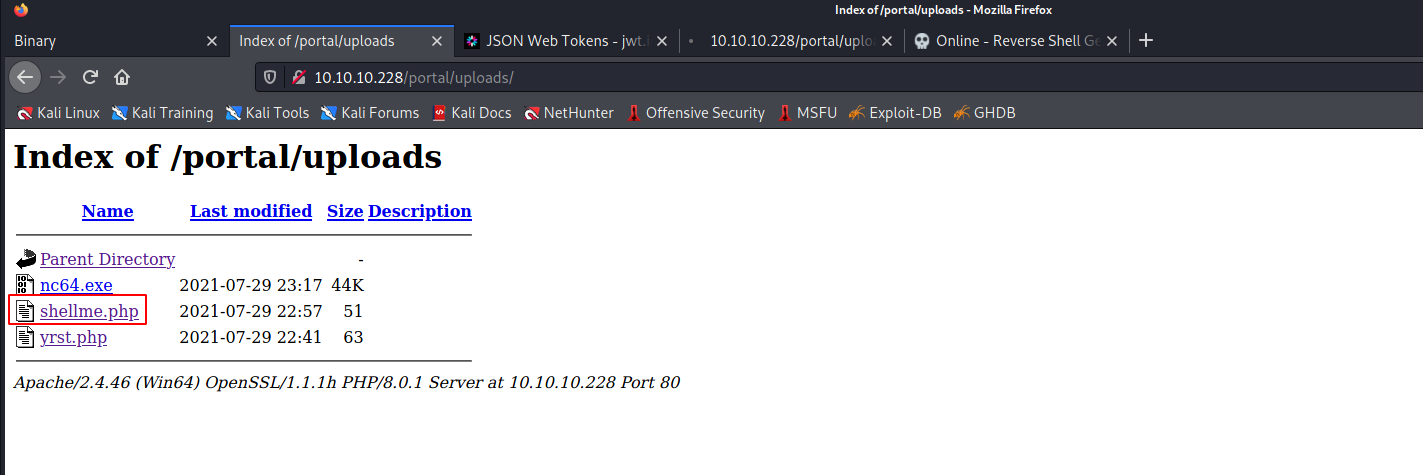 Index of /portal/uploads - Mozilla Firefox
Binary
Index of /portal/uploads
JSON Web Tokens - jwt.i
10.10.10.228/portal/uplo
Online - Reverse Shell Ge
10.10.10.228/portal/uploads/
Kali Linux Kali Training Kali Tools Kali Forums Kali Docs NetHunter Offensive Security MSFU Exploit-DB GHDB
Index of /portal/uploads
Name Last modified Size Description
Parent Directory -
nc64.exe 2021-07-29 23:17 44K
shellme.php 2021-07-29 22:57 51
yrst.php 2021-07-29 22:41 63
Apache/2.4.46 (Win64) OpenSSL/1.1.1h PHP/8.0.1 Server at 10.10.10.228 Port 80